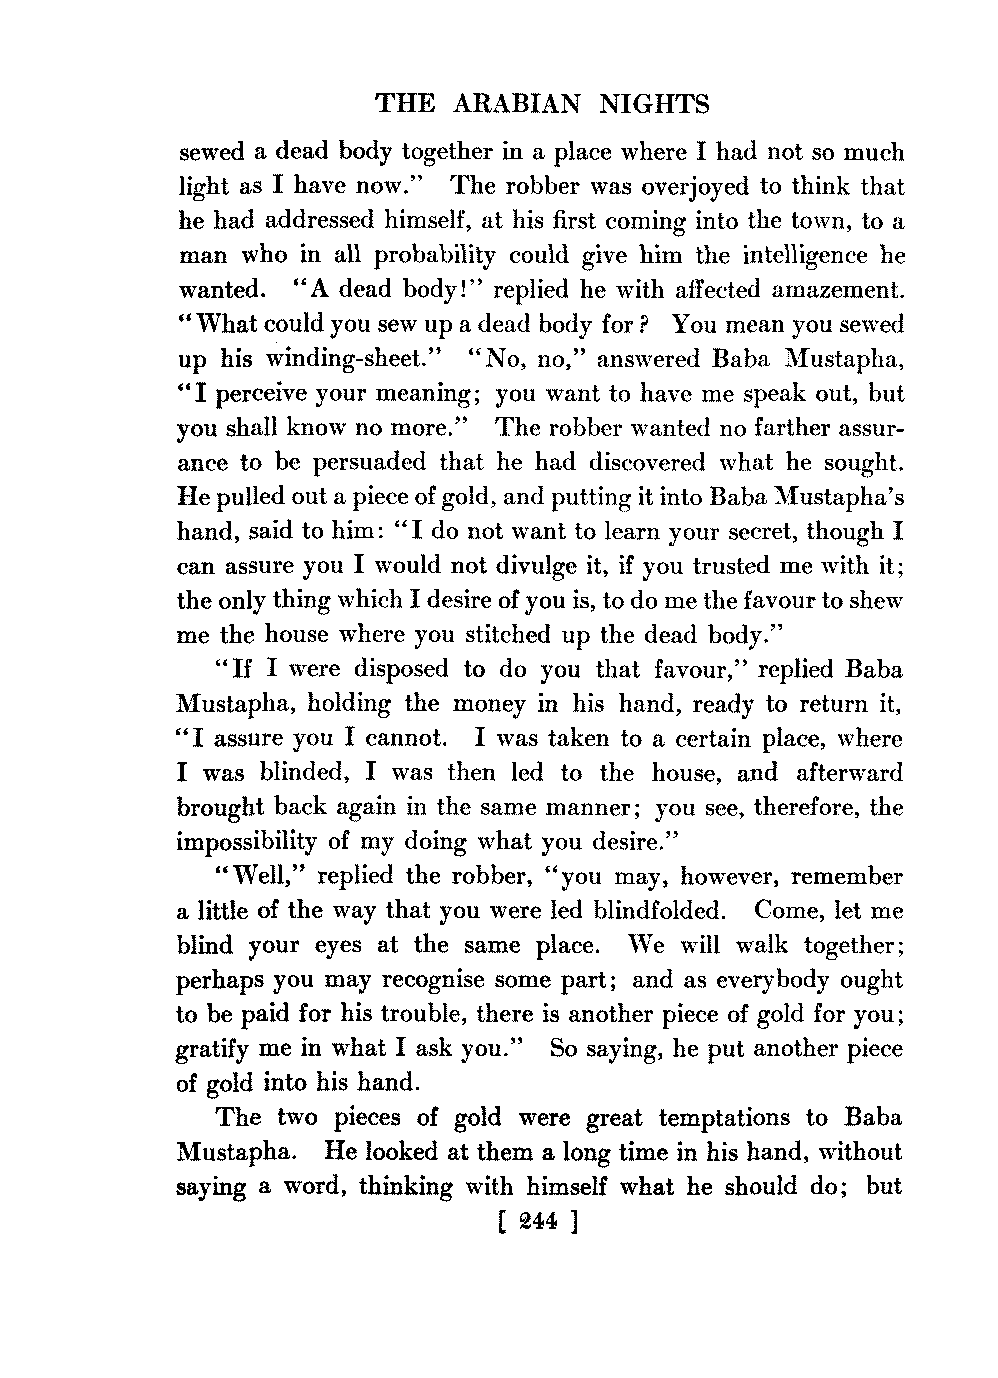 THE ARABIAN NIGHTS
sewed a dead body together in a place where I had not so much
light as I have now.” The robber was overjoyed to think that
he had addressed himself, at his first coming into the town, to a
man who in all probability could give him the intelligence he
wanted. “A dead body!” replied he with affected amazement.
“What could you sew up a dead body for? You mean you sewed
up his winding-sheet.” “No, no,” answered Baba Mustapha,
“I perceive your meaning; you want to have me speak out, but
you shall know no more.” The robber wanted no farther assur-
ance to be persuaded that he had discovered what he sought.
He pulled out a piece of gold, and putting it into Baba Mustapha’s
hand, said to him: “I do not want to learn your secret, though I
can assure you I would not divulge it, if you trusted me with it;
the only thing which I desire of you is, to do me the favour to shew
me the house where you stitched up the dead body.”
“If I were disposed to do you that favour,” replied Baba
Mustapha, holding the money in his hand, ready to return it,
“I assure you I cannot. I was taken to a certain place, where
I was blinded, I was then led to the house, and afterward
brought back again in the same manner; you see, therefore, the
impossibility of my doing what you desire.”
“Well,” replied the robber, “you may, however, remember
a little of the way that you were led blindfolded. Come, let me
blind your eyes at the same place. We will walk together;
perhaps you may recognise some part; and as everybody ought
to be paid for his trouble, there is another piece of gold for you;
gratify me in what I ask you.” So saying, he put another piece
of gold into his hand.
The two pieces of gold were great temptations to Baba
Mustapha. He looked at them a long time in his hand, without
saying a word, thinking with himself what he should do; but
[ 244 ]